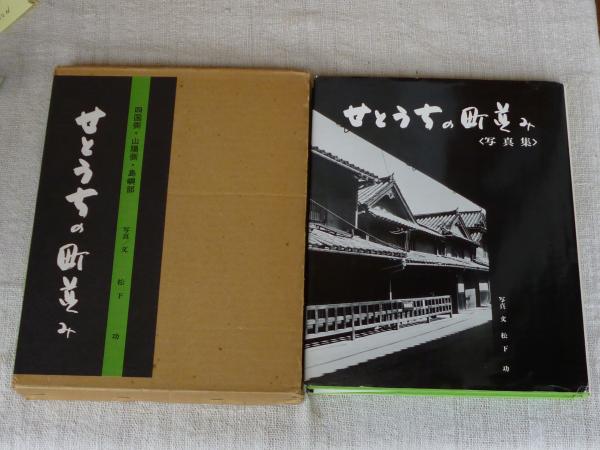 せとうちの町並み
四国側・山陽側・島嶼部
写真／文 松下 功
せとうちの町並み
〈写真集〉
写真 文 松下 功